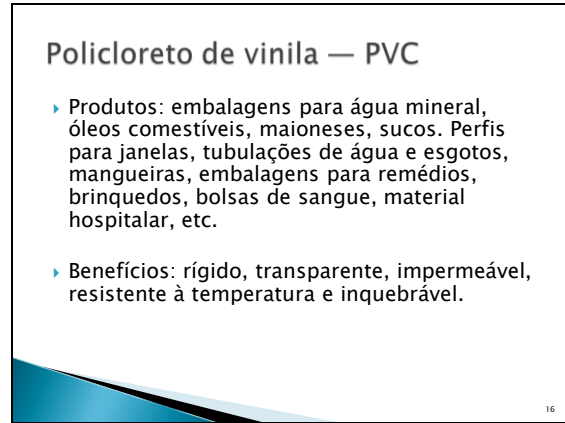 Policloreto de vinila — PVC
Produtos: embalagens para água mineral,
óleos comestíveis, maioneses, sucos. Perfis
para janelas, tubulações de água e esgotos,
mangueiras, embalagens para remédios,
brinquedos, bolsas de sangue, material
hospitalar, etc.
Benefícios: rígido, transparente, impermeável,
resistente à temperatura e inquebrável.
16